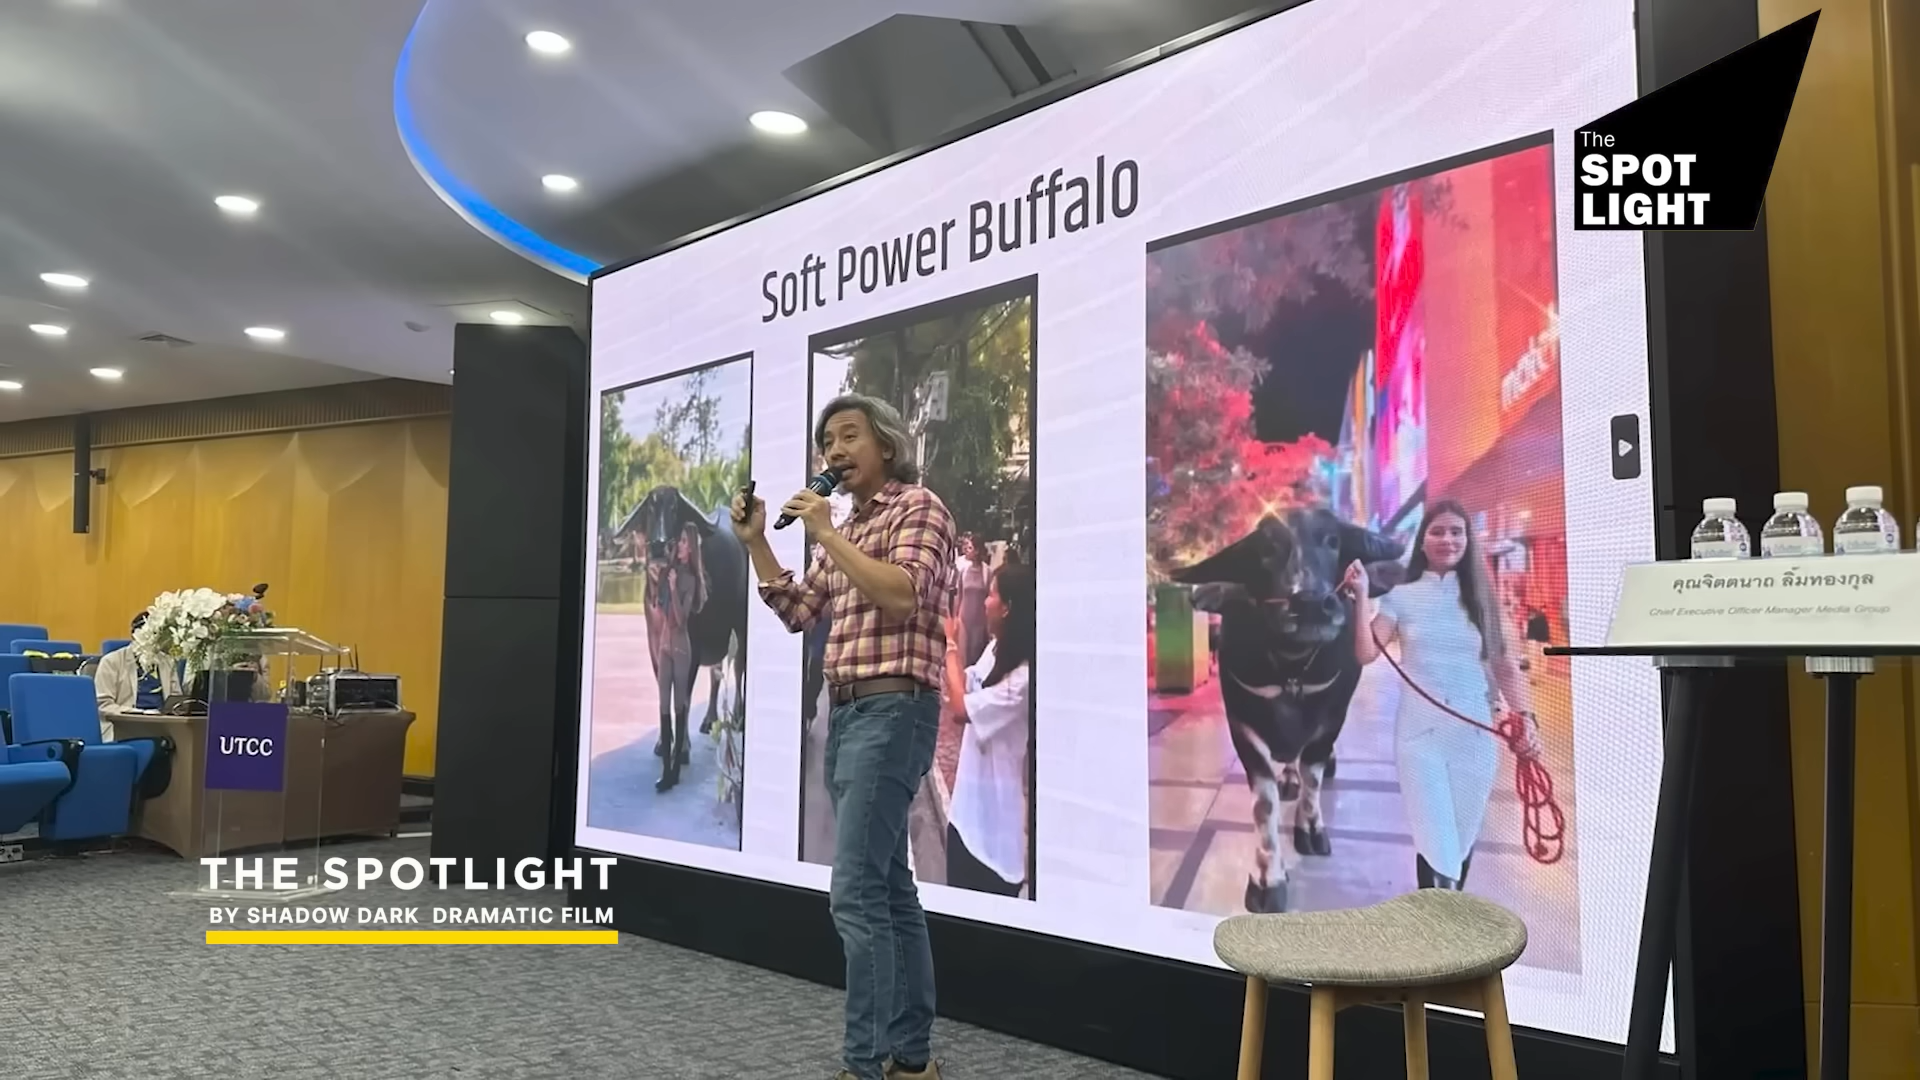 Soft Power Buffalo
The
SPOT
LIGHT
คุณจิตตนาถ ลิ้มทองกุล
Chief Executive Officer Manager Media Group
UTCC
THE SPOTLIGHT
BY SHADOW DARK DRAMATIC FILM